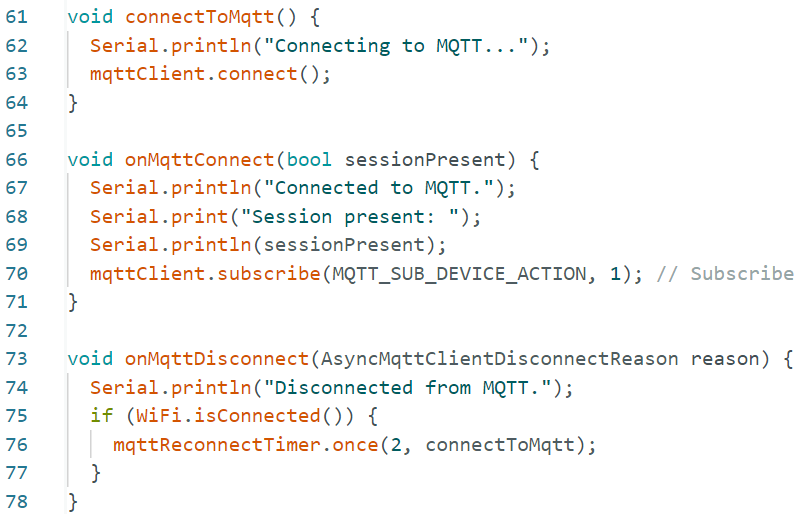 61 void connectToMqtt() {
62   Serial.println("Connecting to MQTT...");
63   mqttClient.connect();
64 }
65
66 void onMqttConnect(bool sessionPresent) {
67   Serial.println("Connected to MQTT.");
68   Serial.print("Session present: ");
69   Serial.println(sessionPresent);
70   mqttClient.subscribe(MQTT_SUB_DEVICE_ACTION, 1); // Subscribe
71 }
72
73 void onMqttDisconnect(AsyncMqttClientDisconnectReason reason) {
74   Serial.println("Disconnected from MQTT.");
75   if (WiFi.isConnected()) {
76     mqttReconnectTimer.once(2, connectToMqtt);
77   }
78 }